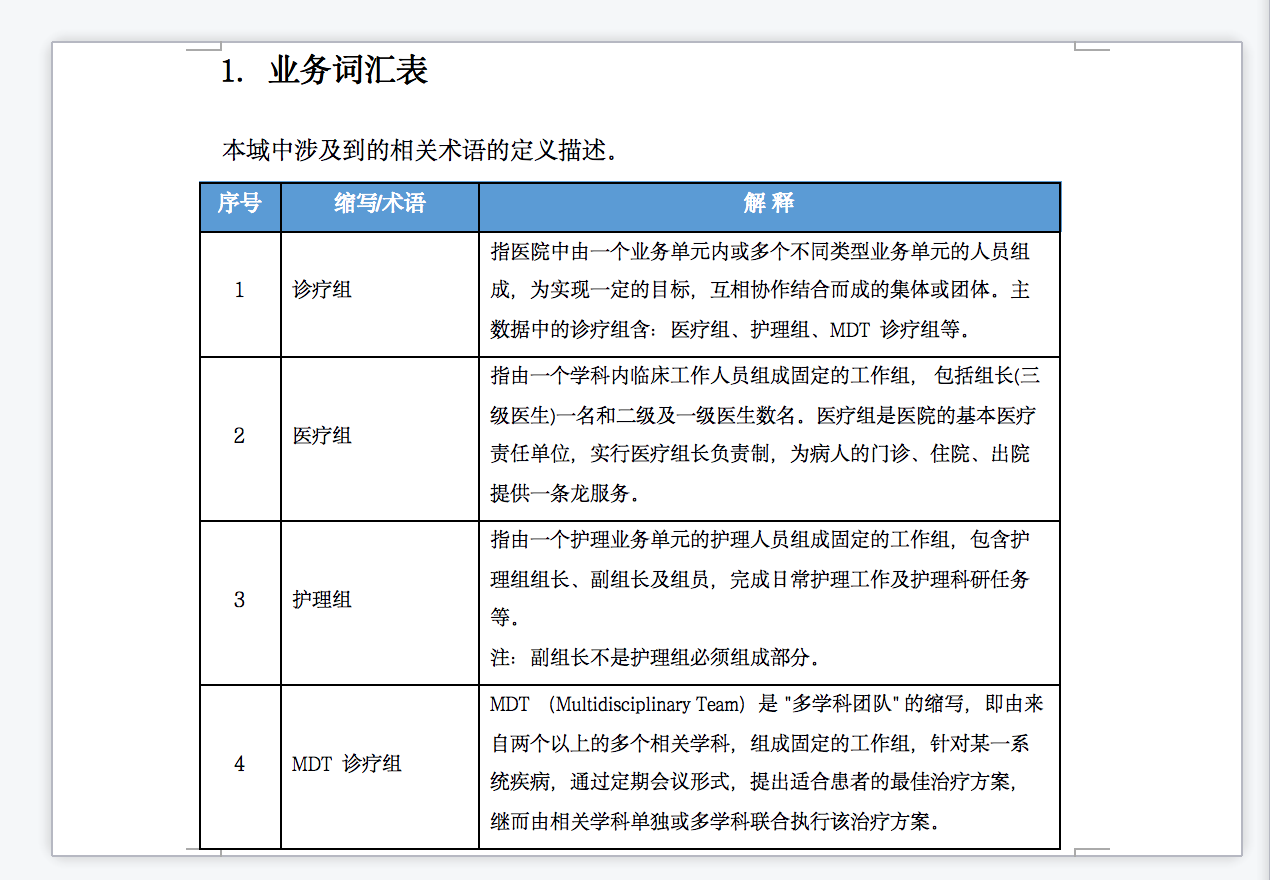 1. 业务词汇表
本域中涉及到的相关术语的定义描述。
序号 缩写/术语 解 释
1 诊疗组
指医院中由一个业务单元内或多个不同类型业务单元的人员组
成，为实现一定的目标，互相协作结合而成的集体或团体。主
数据中的诊疗组含：医疗组、护理组、MDT 诊疗组等。
2 医疗组
指由一个学科内临床工作人员组成固定的工作组， 包括组长(三
级医生)一名和二级及一级医生数名。医疗组是医院的基本医疗
责任单位，实行医疗组长负责制，为病人的门诊、住院、出院
提供一条龙服务。
3 护理组
指由一个护理业务单元的护理人员组成固定的工作组，包含护
理组组长、副组长及组员，完成日常护理工作及护理科研任务
等。
注：副组长不是护理组必须组成部分。
4 MDT 诊疗组
MDT （Multidisciplinary Team）是 "多学科团队" 的缩写，即由来
自两个以上的多个相关学科，组成固定的工作组，针对某一系
统疾病，通过定期会议形式，提出适合患者的最佳治疗方案，
继而由相关学科单独或多学科联合执行该治疗方案。